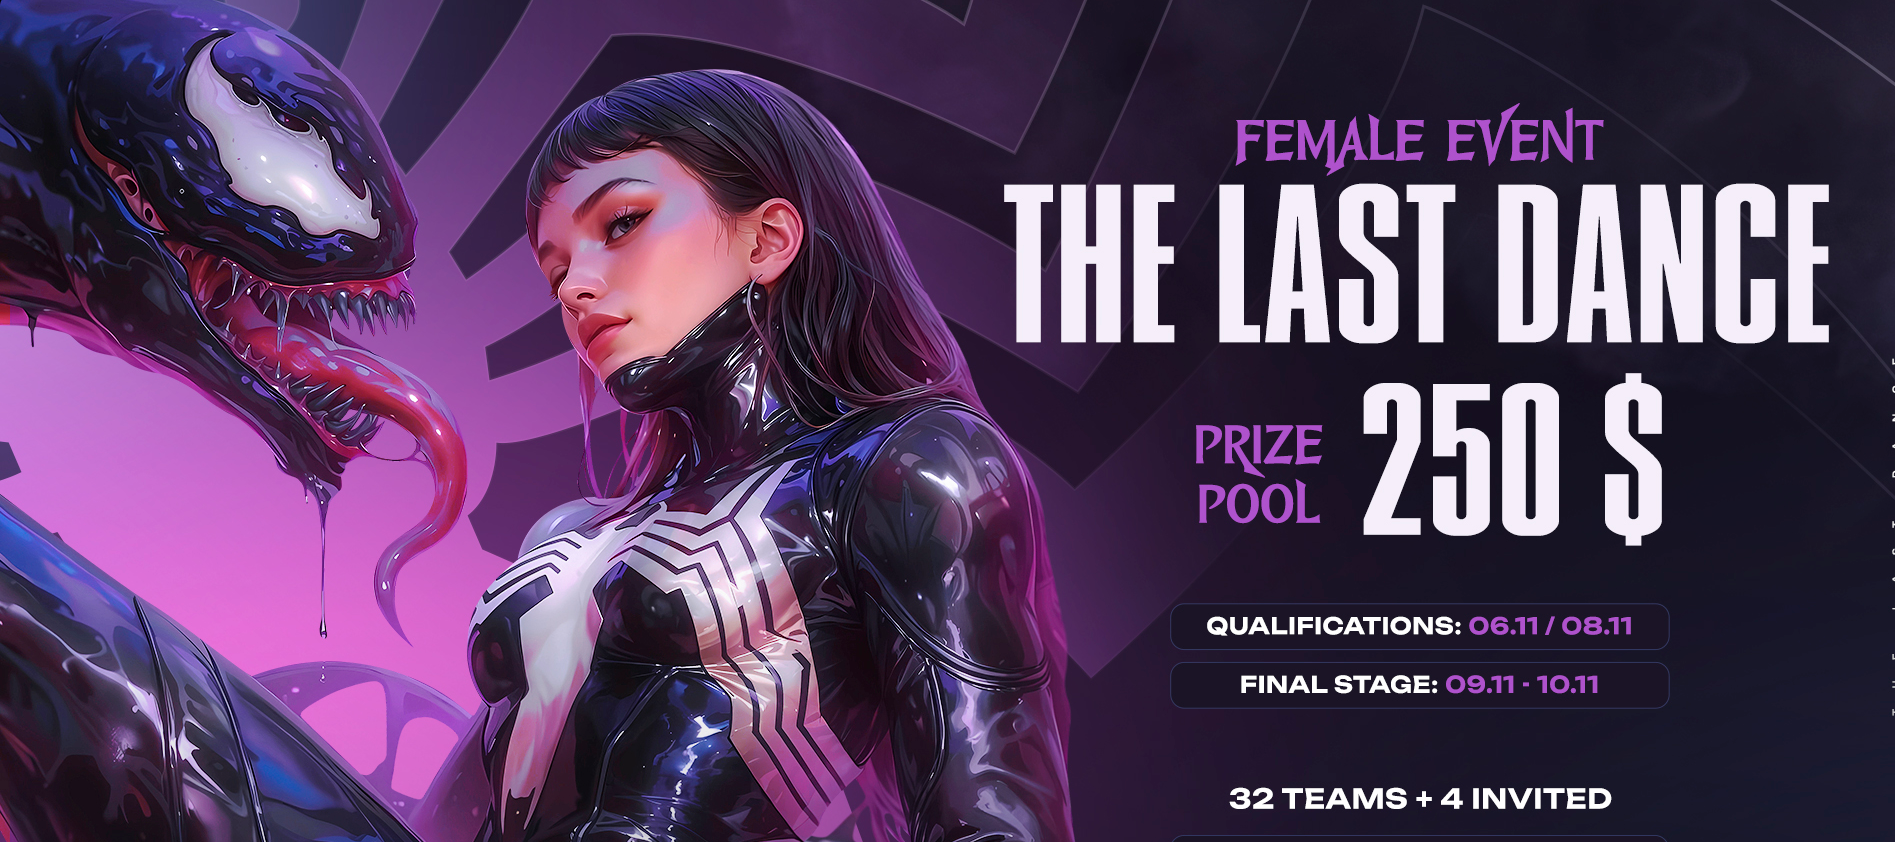 FEMALE EVENT
THE LAST DANCE
PRIZE
POOL
250 $
QUALIFICATIONS: 06.11 / 08.11
FINAL STAGE: 09.11 - 10.11
32 TEAMS + 4 INVITED